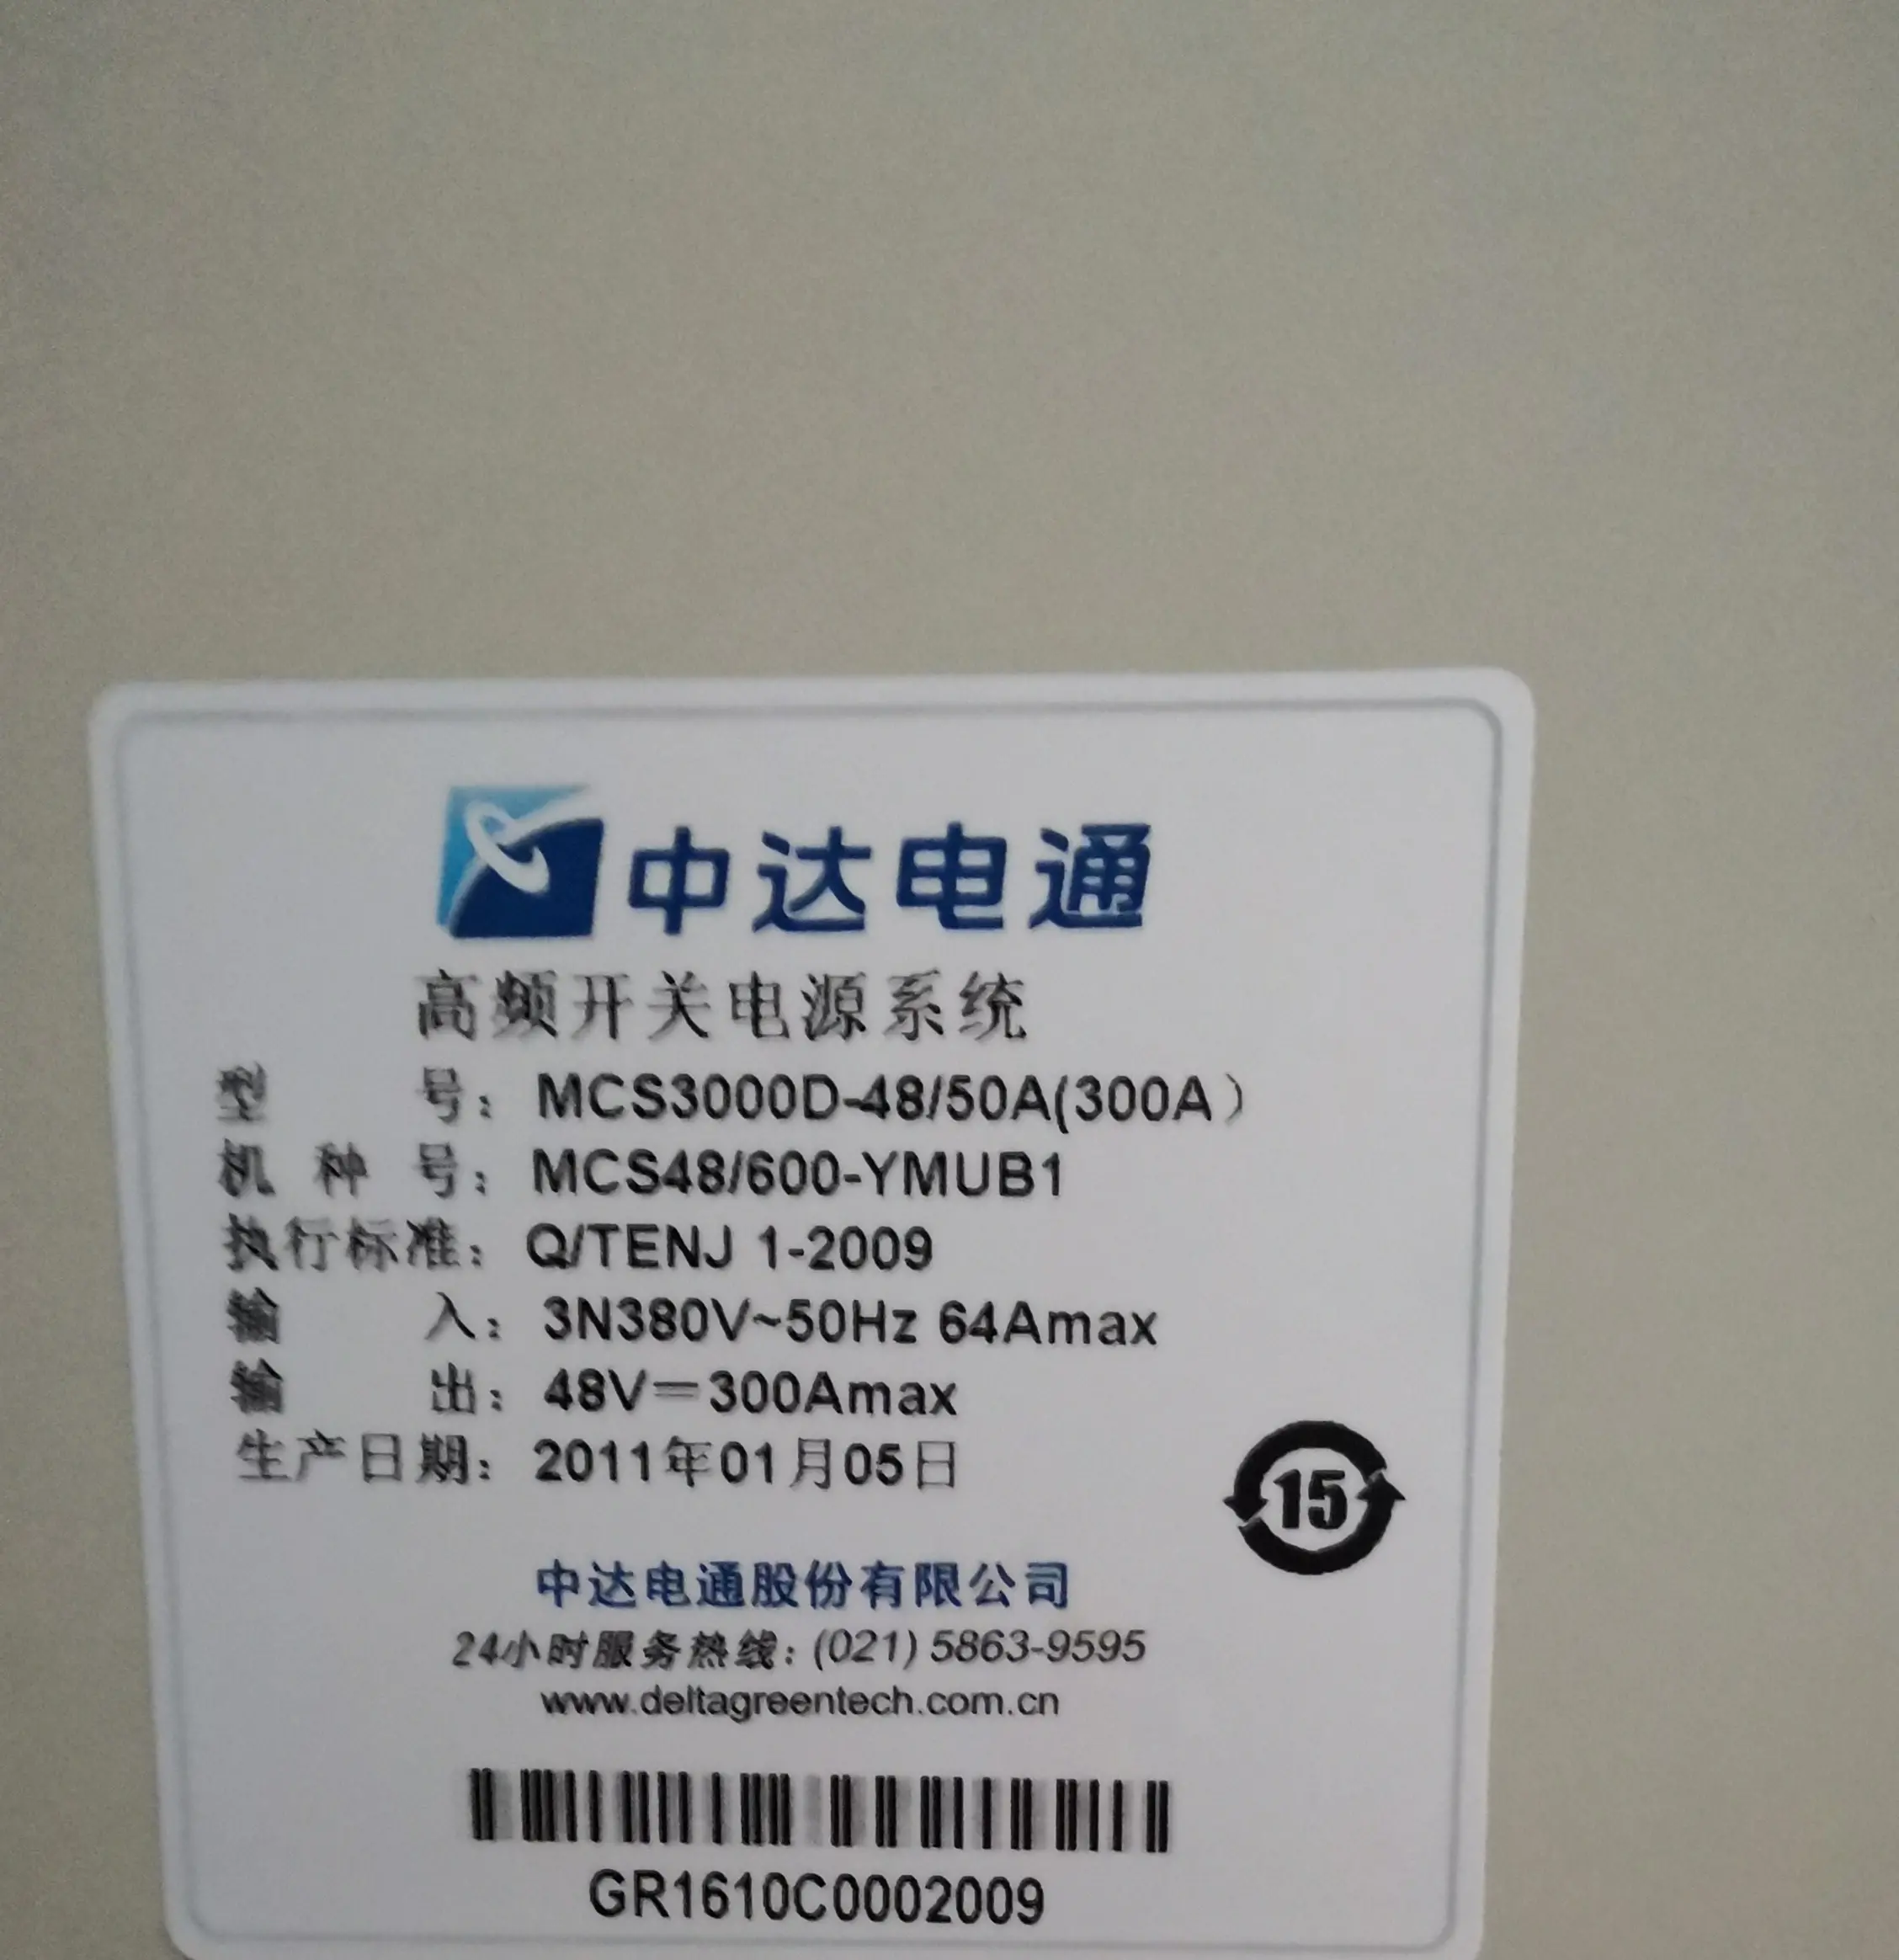 中达电通
高频开关电源系统
型号：MCS3000D-48/50A(300A）
机种号：MCS48/600-YMUB1
执行标准：Q/TENJ 1-2009
输入：3N380V~50Hz 64Amax
输出：48V＝300Amax
生产日期：2011年01月05日
15
中达电通股份有限公司
24小时服务热线：(021) 5863-9595
www.deltagreentech.com.cn
GR1610C0002009